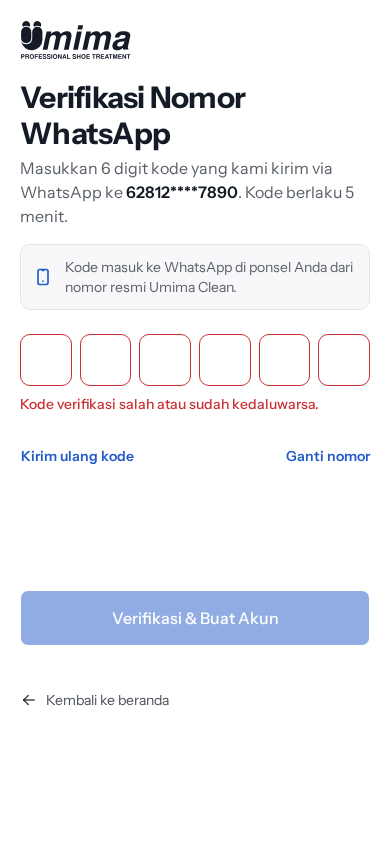 Ümima
PROFESSIONAL SHOE TREATMENT
Verifikasi Nomor
WhatsApp
Masukkan 6 digit kode yang kami kirim via
WhatsApp ke 62812****7890. Kode berlaku 5
menit.
Kode masuk ke WhatsApp di ponsel Anda dari
nomor resmi Umima Clean.
Kode verifikasi salah atau sudah kedaluwarsa.
Kirim ulang kode
Ganti nomor
Verifikasi & Buat Akun
Kembali ke beranda